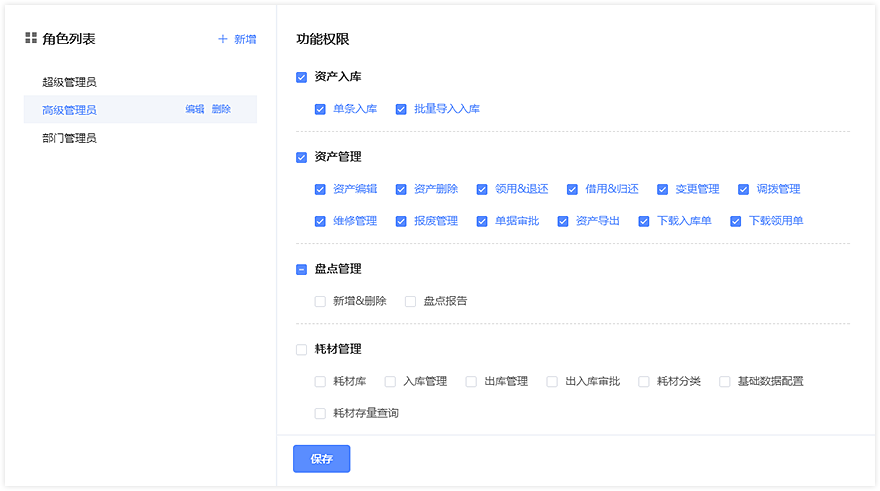 角色列表
新增
超级管理员
高级管理员 编辑 删除
部门管理员
功能权限
资产入库
单条入库 批量导入入库
资产管理
资产编辑 资产删除 领用&退还 借用&归还 变更管理 调拨管理
维修管理 报废管理 单据审批 资产导出 下载入库单 下载领用单
盘点管理
新增&删除 盘点报告
耗材管理
耗材库 入库管理 出库管理 出入库审批 耗材分类 基础数据配置
耗材存量查询
保存